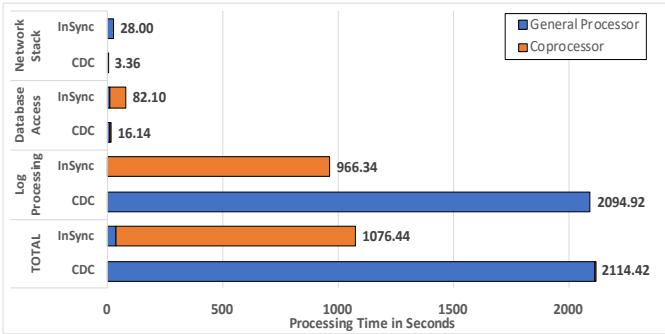 General Processor
Coprocessor
Network Stack
InSync 28.00
CDC 3.36
Database Access
InSync 82.10
CDC 16.14
Log Processing
InSync 966.34
CDC 2094.92
TOTAL
InSync 1076.44
CDC 2114.42
0 500 1000 1500 2000
Processing Time in Seconds